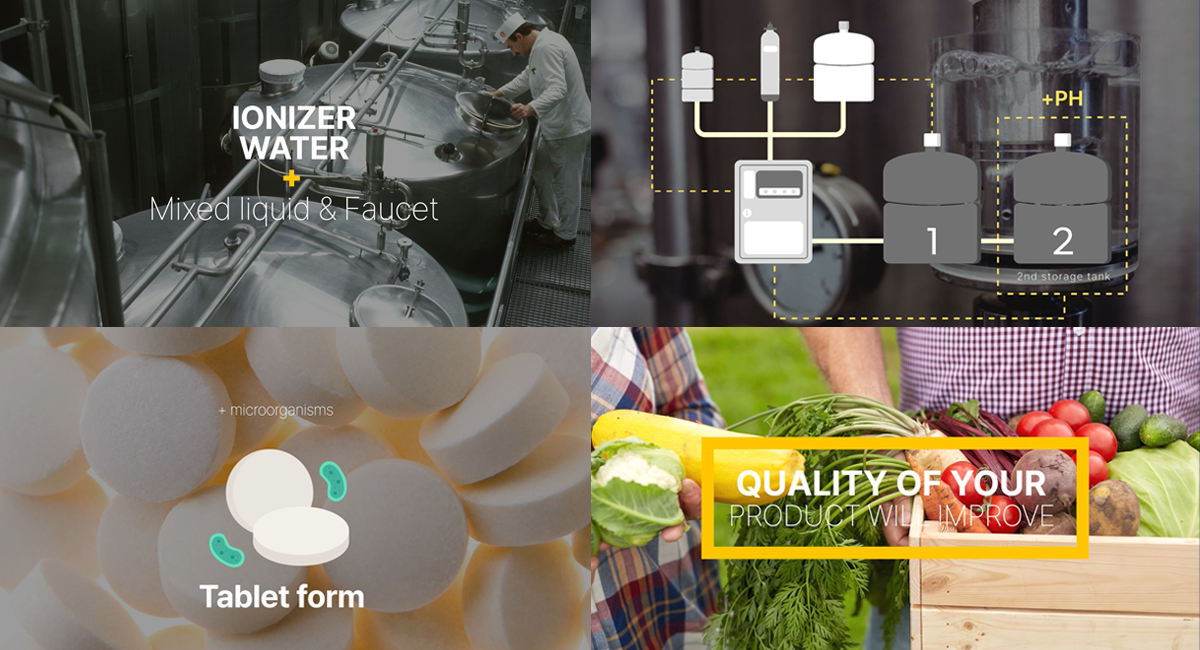 IONIZER
WATER
+
Mixed liquid & Faucet
+PH
1
2
2nd storage tank
+ microorganisms
Tablet form
QUALITY OF YOUR
PRODUCT WILL IMPROVE